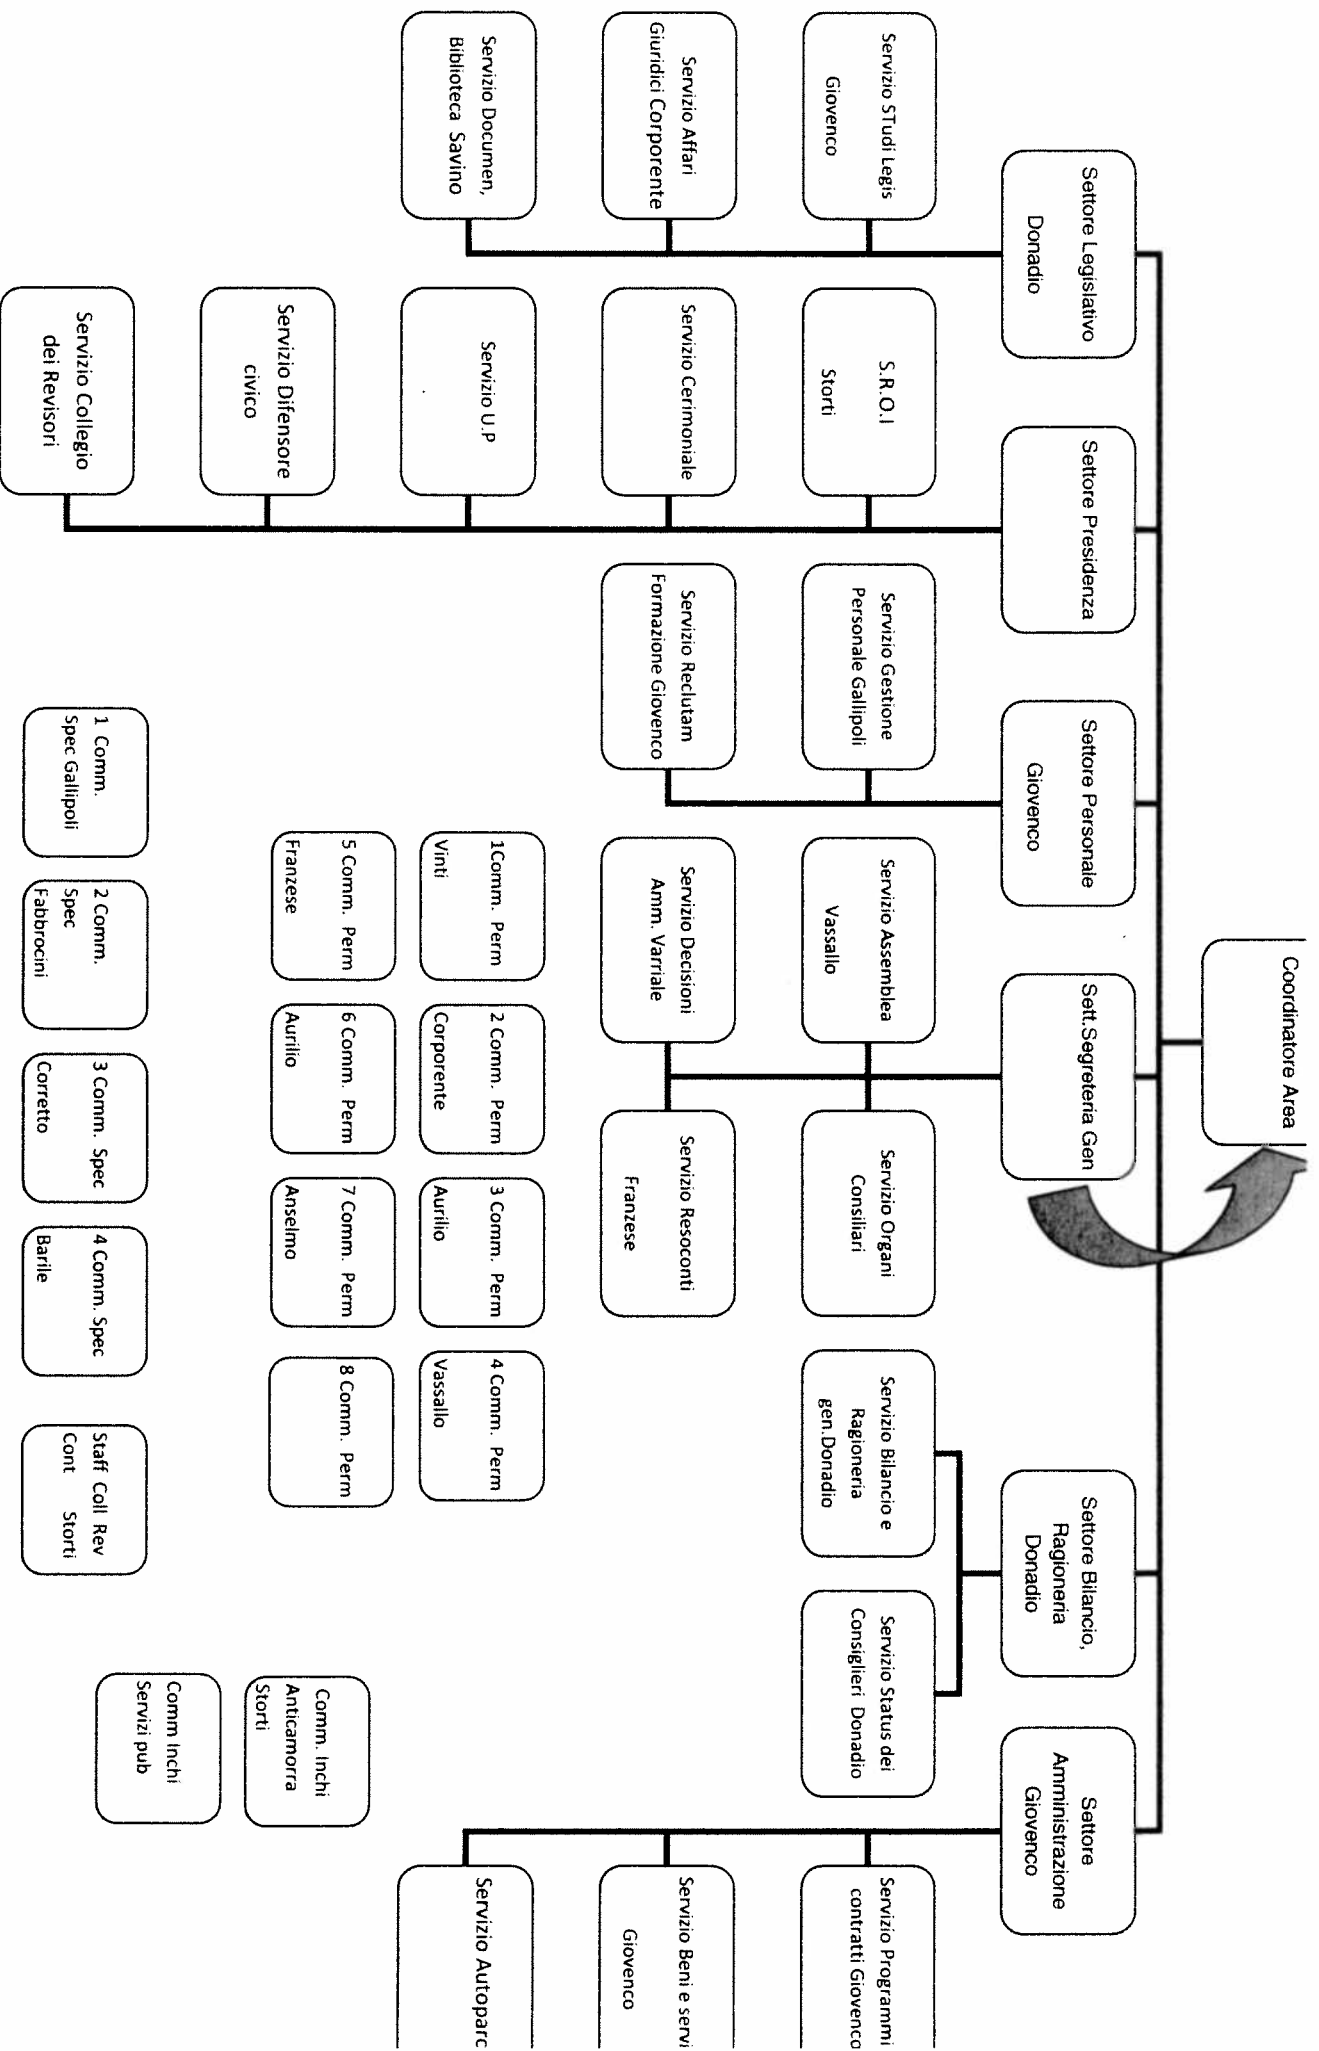 Coordinatore Area
Settore Legislativo
Donadio
Settore Presidenza
Settore Personale
Giovenco
Sett.Segreteria Gen
Settore Bilancio,
Ragioneria
Donadio
Settore
Amministrazione
Giovenco
Servizio STudi Legis
Giovenco
Servizio Affari
Giuridici Corporente
Servizio Documen,
Biblioteca Savino
S.R.O.I
Storti
Servizio Cerimoniale
Servizio U.P
Servizio Difensore
civico
Servizio Collegio
dei Revisori
Servizio Gestione
Personale Gallipoli
Servizio Reclutam
Formazione Giovenco
Servizio Assemblea
Vassallo
Servizio Organi
Consiliari
Servizio Decisioni
Amm. Varriale
Servizio Resoconti
Franzese
Servizio Bilancio e
Ragioneria
gen.Donadio
Servizio Status dei
Consiglieri Donadio
Servizio Programmi
contratti Giovenco
Servizio Beni e servi
Giovenco
Servizio Autoparc
1Comm. Perm
Vinti
2 Comm. Perm
Corporente
3 Comm. Perm
Aurilio
4 Comm. Perm
Vassallo
5 Comm. Perm
Franzese
6 Comm. Perm
Aurilio
7 Comm. Perm
Anselmo
8 Comm. Perm
1 Comm.
Spec Gallipoli
2 Comm.
Spec
Fabbrocini
3 Comm. Spec
Corretto
4 Comm. Spec
Barile
Staff Coll Rev
Cont Storti
Comm. Inchi
Anticamorra
Storti
Comm Inchi
Servizi pub